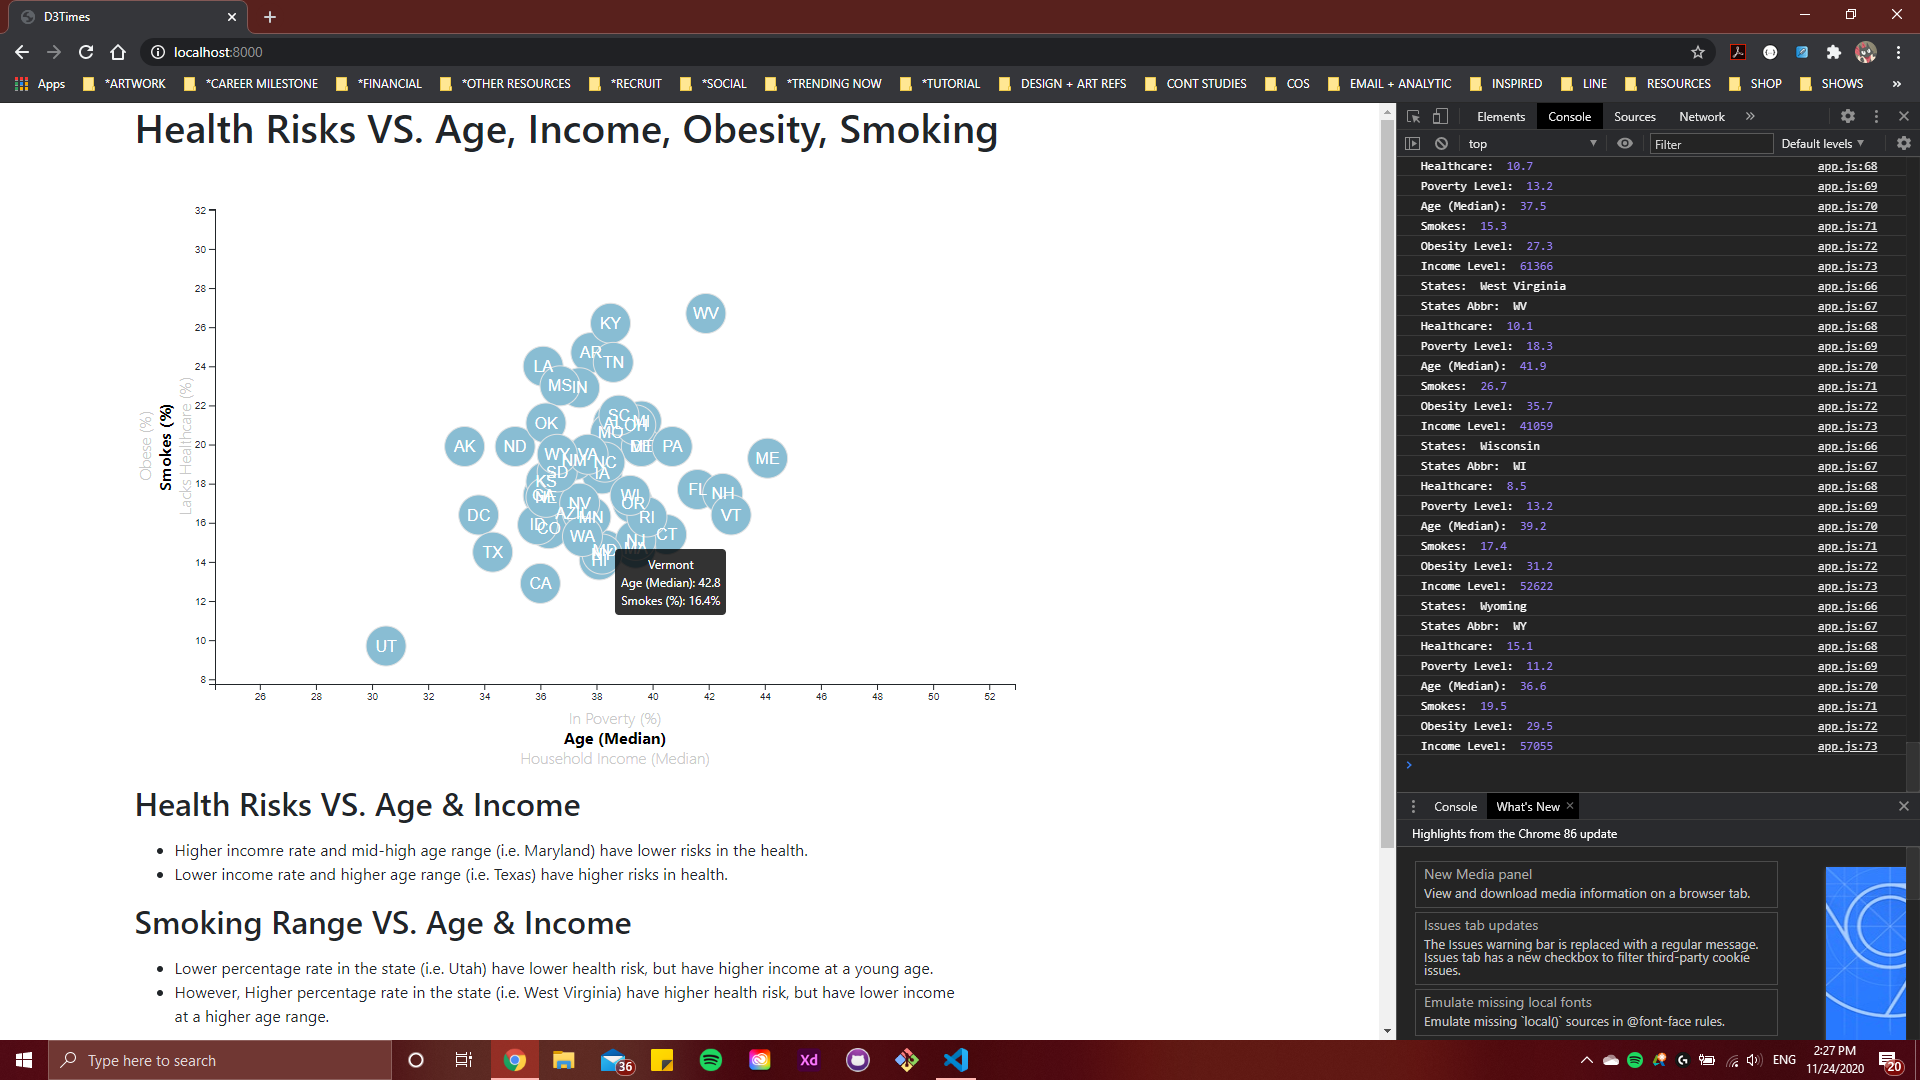 D3Times
localhost:8000
Apps
*ARTWORK
*CAREER MILESTONE
*FINANCIAL
*OTHER RESOURCES
*RECRUIT
*SOCIAL
*TRENDING NOW
*TUTORIAL
DESIGN + ART REFS
CONT STUDIES
COS
EMAIL + ANALYTIC
INSPIRED
LINE
RESOURCES
SHOP
SHOWS
»
Health Risks VS. Age, Income, Obesity, Smoking
32
30
28
26
24
22
20
18
16
14
12
10
8
Obese (%)
Smokes (%)
Lacks Healthcare (%)
WV
KY
AR
TN
LA
MS
IN
OK
SC
MI
OH
MO
AK
ND
PA
ME
WY
VA
NM
NC
SD
IA
KS
FL
NH
WI
OR
NV
DC
VT
AZ
MN
RI
ID
CO
WA
CT
NJ
TX
MD
HI
CA
UT
Vermont
Age (Median): 42.8
Smokes (%): 16.4%
26 28 30 32 34 36 38 40 42 44 46 48 50 52
In Poverty (%)
Age (Median)
Household Income (Median)
Health Risks VS. Age & Income
• Higher incomre rate and mid-high age range (i.e. Maryland) have lower risks in the health.
• Lower income rate and higher age range (i.e. Texas) have higher risks in health.
Smoking Range VS. Age & Income
• Lower percentage rate in the state (i.e. Utah) have lower health risk, but have higher income at a young age.
• However, Higher percentage rate in the state (i.e. West Virginia) have higher health risk, but have lower income
at a higher age range.
Elements Console Sources Network »
top Filter Default levels
Healthcare: 10.7 app.js:68
Poverty Level: 13.2 app.js:69
Age (Median): 37.5 app.js:70
Smokes: 15.3 app.js:71
Obesity Level: 27.3 app.js:72
Income Level: 61366 app.js:73
States: West Virginia app.js:66
States Abbr: WV app.js:67
Healthcare: 10.1 app.js:68
Poverty Level: 18.3 app.js:69
Age (Median): 41.9 app.js:70
Smokes: 26.7 app.js:71
Obesity Level: 35.7 app.js:72
Income Level: 41059 app.js:73
States: Wisconsin app.js:66
States Abbr: WI app.js:67
Healthcare: 8.5 app.js:68
Poverty Level: 13.2 app.js:69
Age (Median): 39.2 app.js:70
Smokes: 17.4 app.js:71
Obesity Level: 31.2 app.js:72
Income Level: 52622 app.js:73
States: Wyoming app.js:66
States Abbr: WY app.js:67
Healthcare: 15.1 app.js:68
Poverty Level: 11.2 app.js:69
Age (Median): 36.6 app.js:70
Smokes: 19.5 app.js:71
Obesity Level: 29.5 app.js:72
Income Level: 57055 app.js:73
Console What's New
Highlights from the Chrome 86 update
New Media panel
View and download media information on a browser tab.
Issues tab updates
The Issues warning bar is replaced with a regular message.
Issues tab has a new checkbox to filter third-party cookie
issues.
Emulate missing local fonts
Emulate missing `local()` sources in @font-face rules.
Type here to search
36
Xd
ENG
2:27 PM
11/24/2020
20